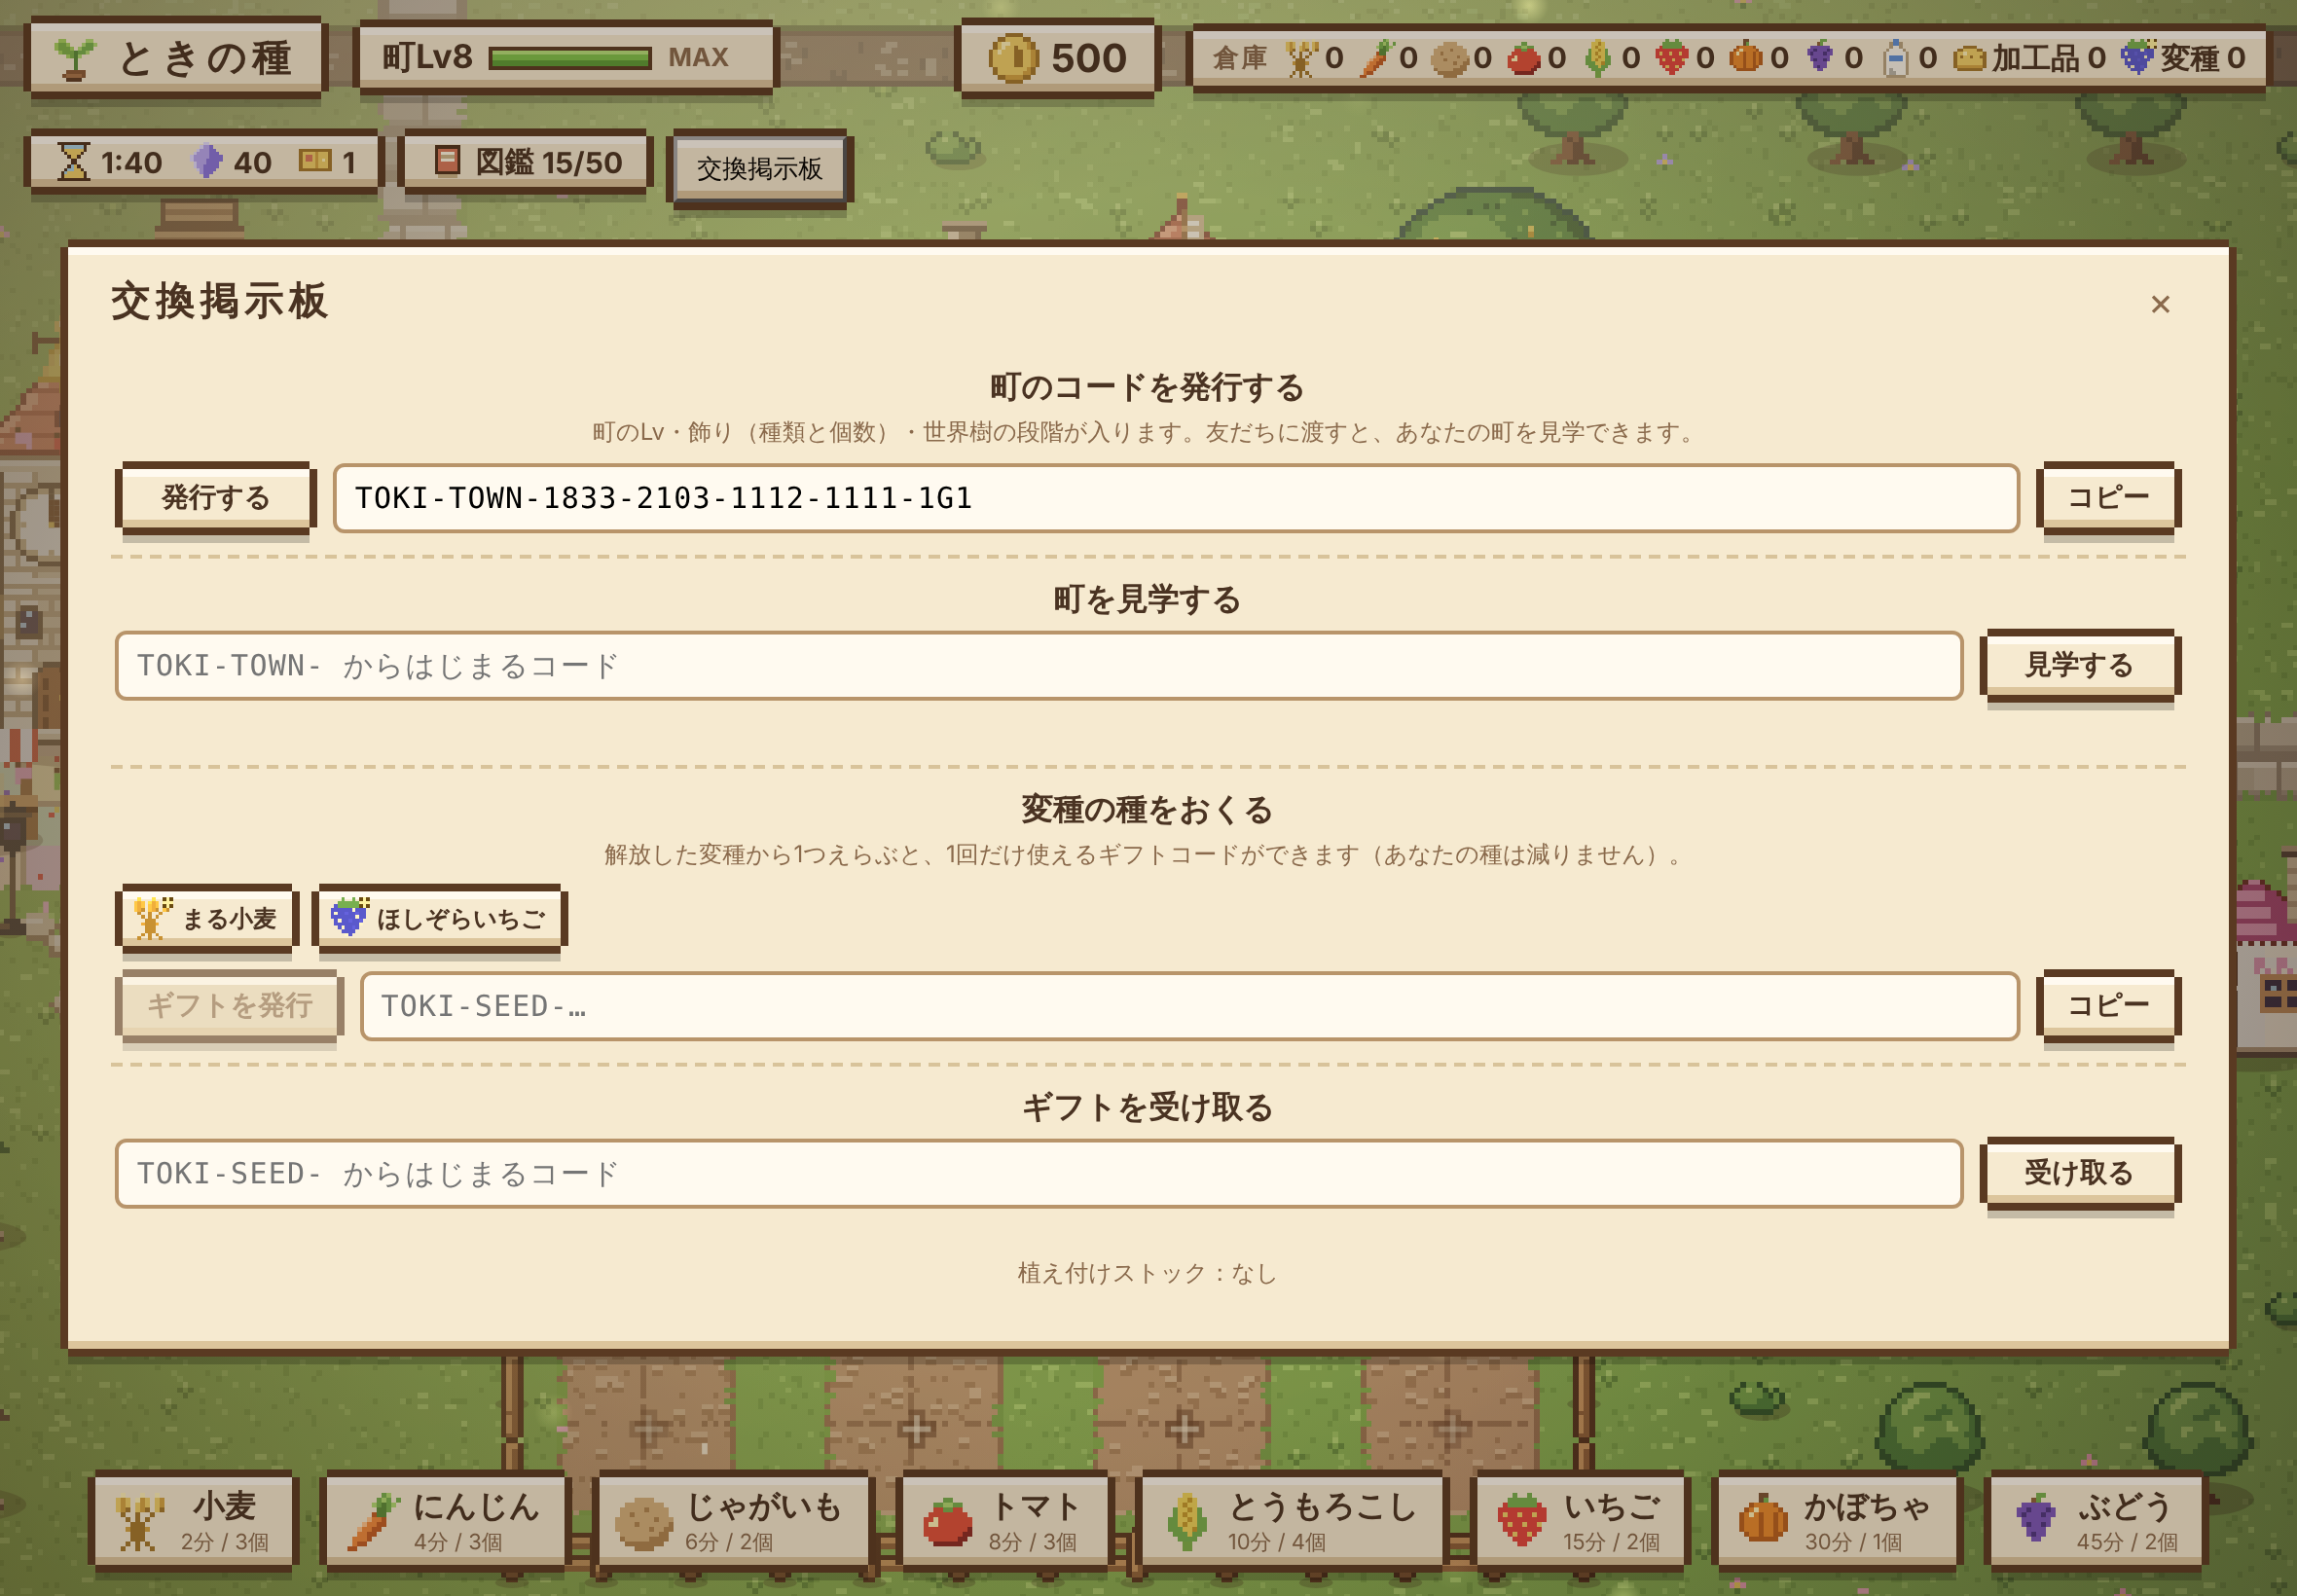 ときの種
町Lv8 MAX
500
倉庫 0 0 0 0 0 0 0 0 0 加工品 0 変種 0
1:40 40 1
図鑑 15/50
交換掲示板
交換掲示板
×
町のコードを発行する
町のLv・飾り（種類と個数）・世界樹の段階が入ります。友だちに渡すと、あなたの町を見学できます。
発行する TOKI-TOWN-1833-2103-1112-1111-1G1 コピー
町を見学する
TOKI-TOWN- からはじまるコード 見学する
変種の種をおくる
解放した変種から1つえらぶと、1回だけ使えるギフトコードができます（あなたの種は減りません）。
まる小麦 ほしぞらいちご
ギフトを発行 TOKI-SEED-… コピー
ギフトを受け取る
TOKI-SEED- からはじまるコード 受け取る
植え付けストック：なし
小麦
2分 / 3個
にんじん
4分 / 3個
じゃがいも
6分 / 2個
トマト
8分 / 3個
とうもろこし
10分 / 4個
いちご
15分 / 2個
かぼちゃ
30分 / 1個
ぶどう
45分 / 2個